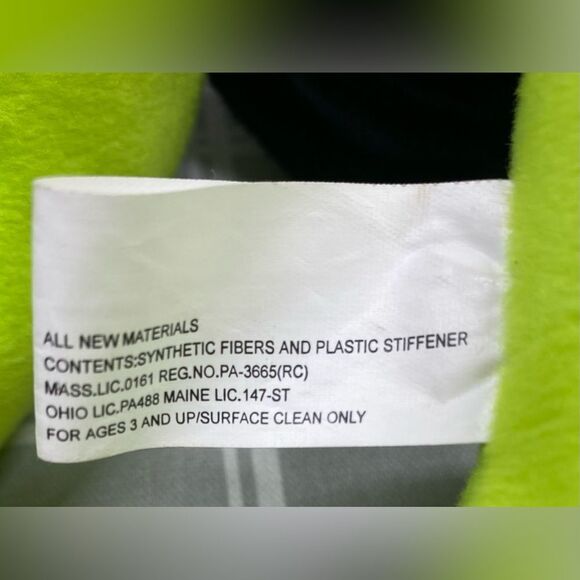 ALL NEW MATERIALS
CONTENTS:SYNTHETIC FIBERS AND PLASTIC STIFFENER
MASS.LIC.0161 REG.NO.PA-3665(RC)
OHIO LIC.PA488 MAINE LIC.147-ST
FOR AGES 3 AND UP/SURFACE CLEAN ONLY